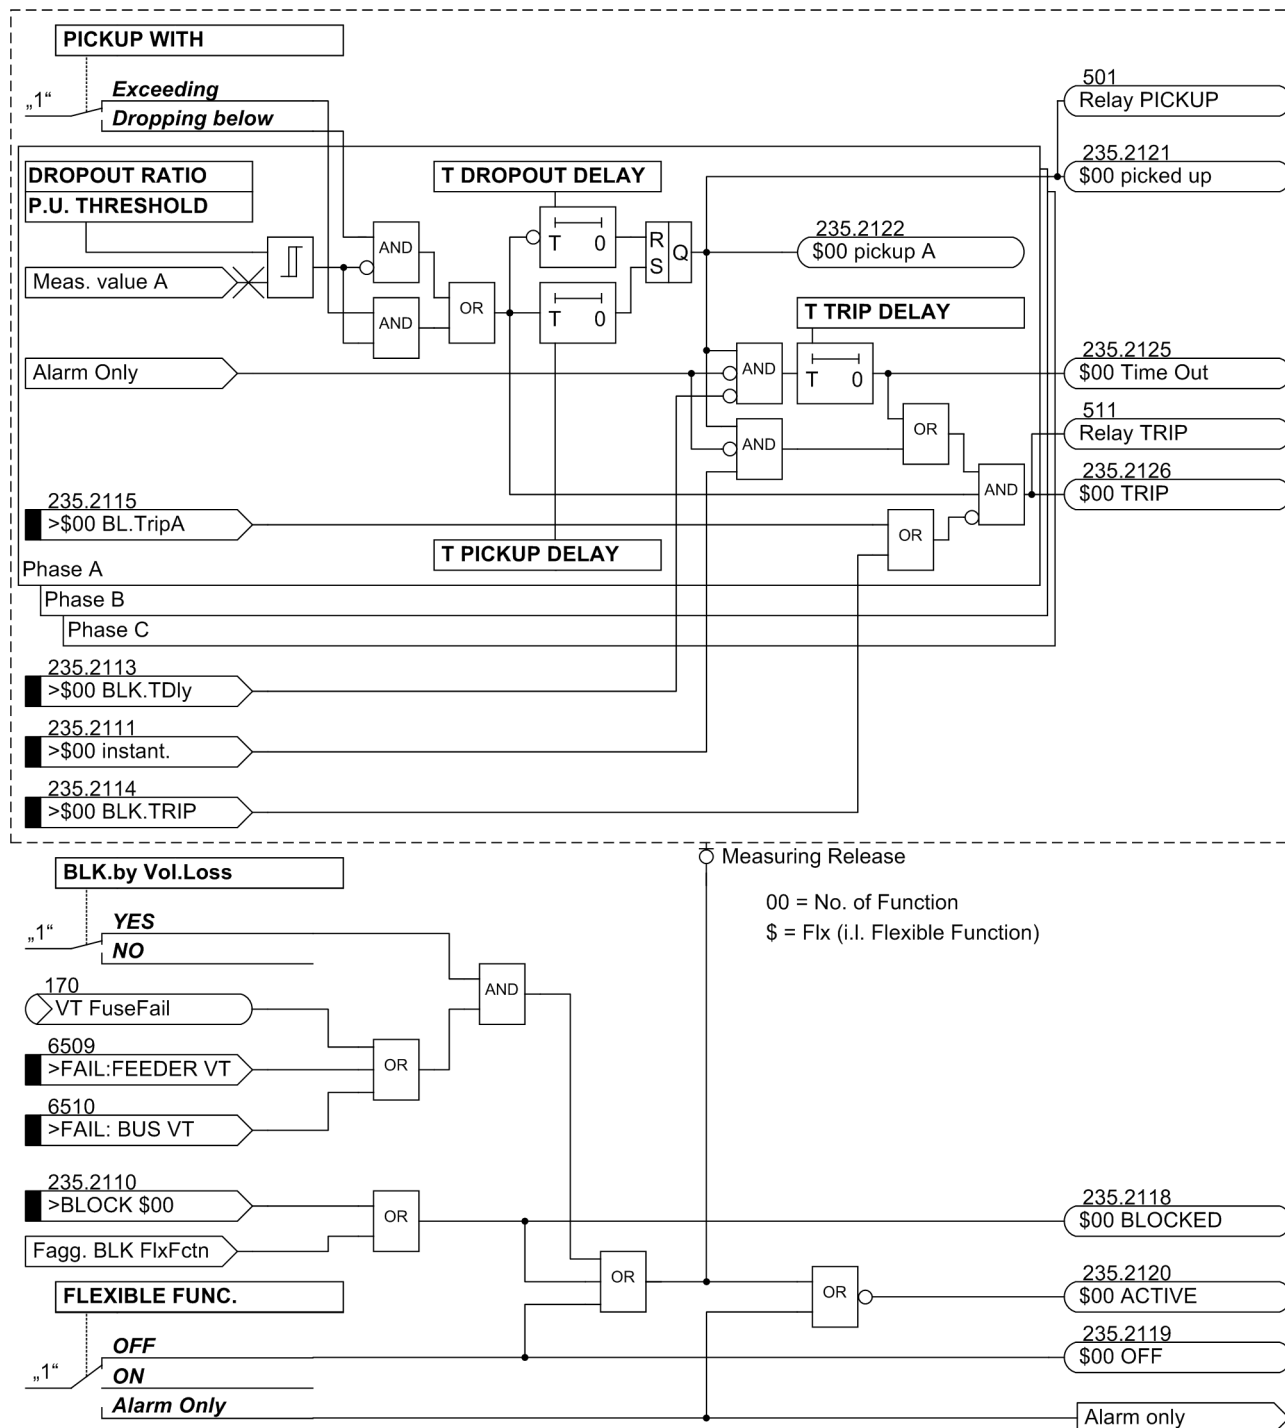 PICKUP WITH
„1“
Exceeding
Dropping below
501
Relay PICKUP
235.2121
$00 picked up
DROPOUT RATIO
P.U. THRESHOLD
T DROPOUT DELAY
T 0
R
S
Q
235.2122
$00 pickup A
AND
Meas. value A
OR
T 0
AND
T TRIP DELAY
Alarm Only
AND
T 0
235.2125
$00 Time Out
OR
511
Relay TRIP
AND
AND
235.2126
$00 TRIP
235.2115
>$00 BL.TripA
OR
T PICKUP DELAY
Phase A
Phase B
Phase C
235.2113
>$00 BLK.TDly
235.2111
>$00 instant.
235.2114
>$00 BLK.TRIP
Measuring Release
BLK.by Vol.Loss
00 = No. of Function
$ = Flx (i.I. Flexible Function)
„1“
YES
NO
170
VT FuseFail
AND
6509
>FAIL:FEEDER VT
OR
6510
>FAIL: BUS VT
235.2110
>BLOCK $00
OR
235.2118
$00 BLOCKED
Fagg. BLK FlxFctn
OR
OR
235.2120
$00 ACTIVE
FLEXIBLE FUNC.
„1“
OFF
ON
Alarm Only
235.2119
$00 OFF
Alarm only